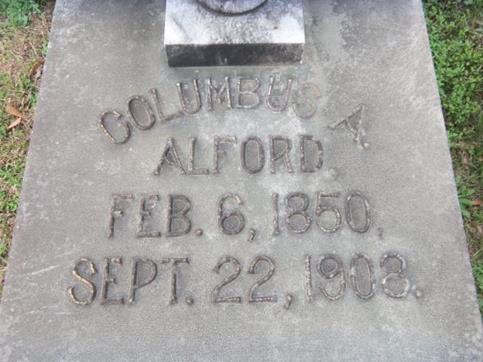 COLUMBUS A.
ALFORD.
FEB. 6, 1850,
SEPT. 22, 1908.